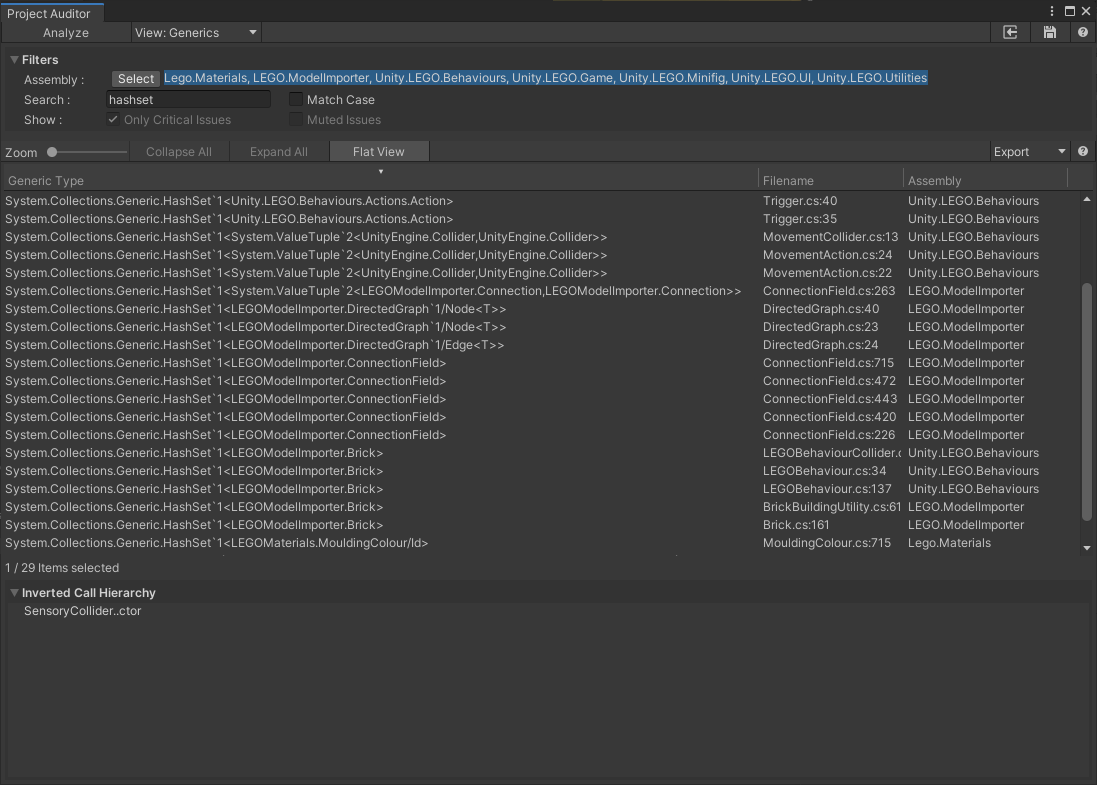 Project Auditor
Analyze View: Generics
Filters
Assembly : Select Lego.Materials, LEGO.ModelImporter, Unity.LEGO.Behaviours, Unity.LEGO.Game, Unity.LEGO.Minifig, Unity.LEGO.UI, Unity.LEGO.Utilities
Search : hashset Match Case
Show : Only Critical Issues Muted Issues
Zoom Collapse All Expand All Flat View Export
Generic Type Filename Assembly
System.Collections.Generic.HashSet`1<Unity.LEGO.Behaviours.Actions.Action> Trigger.cs:40 Unity.LEGO.Behaviours
System.Collections.Generic.HashSet`1<Unity.LEGO.Behaviours.Actions.Action> Trigger.cs:35 Unity.LEGO.Behaviours
System.Collections.Generic.HashSet`1<System.ValueTuple`2<UnityEngine.Collider,UnityEngine.Collider>> MovementCollider.cs:13 Unity.LEGO.Behaviours
System.Collections.Generic.HashSet`1<System.ValueTuple`2<UnityEngine.Collider,UnityEngine.Collider>> MovementAction.cs:24 Unity.LEGO.Behaviours
System.Collections.Generic.HashSet`1<System.ValueTuple`2<UnityEngine.Collider,UnityEngine.Collider>> MovementAction.cs:22 Unity.LEGO.Behaviours
System.Collections.Generic.HashSet`1<System.ValueTuple`2<LEGOModelImporter.Connection,LEGOModelImporter.Connection>> ConnectionField.cs:263 LEGO.ModelImporter
System.Collections.Generic.HashSet`1<LEGOModelImporter.DirectedGraph`1/Node<T>> DirectedGraph.cs:40 LEGO.ModelImporter
System.Collections.Generic.HashSet`1<LEGOModelImporter.DirectedGraph`1/Node<T>> DirectedGraph.cs:23 LEGO.ModelImporter
System.Collections.Generic.HashSet`1<LEGOModelImporter.DirectedGraph`1/Edge<T>> DirectedGraph.cs:24 LEGO.ModelImporter
System.Collections.Generic.HashSet`1<LEGOModelImporter.ConnectionField> ConnectionField.cs:715 LEGO.ModelImporter
System.Collections.Generic.HashSet`1<LEGOModelImporter.ConnectionField> ConnectionField.cs:472 LEGO.ModelImporter
System.Collections.Generic.HashSet`1<LEGOModelImporter.ConnectionField> ConnectionField.cs:443 LEGO.ModelImporter
System.Collections.Generic.HashSet`1<LEGOModelImporter.ConnectionField> ConnectionField.cs:420 LEGO.ModelImporter
System.Collections.Generic.HashSet`1<LEGOModelImporter.ConnectionField> ConnectionField.cs:226 LEGO.ModelImporter
System.Collections.Generic.HashSet`1<LEGOModelImporter.Brick> LEGOBehaviourCollider.c Unity.LEGO.Behaviours
System.Collections.Generic.HashSet`1<LEGOModelImporter.Brick> LEGOBehaviour.cs:34 Unity.LEGO.Behaviours
System.Collections.Generic.HashSet`1<LEGOModelImporter.Brick> LEGOBehaviour.cs:137 Unity.LEGO.Behaviours
System.Collections.Generic.HashSet`1<LEGOModelImporter.Brick> BrickBuildingUtility.cs:61 LEGO.ModelImporter
System.Collections.Generic.HashSet`1<LEGOModelImporter.Brick> Brick.cs:161 LEGO.ModelImporter
System.Collections.Generic.HashSet`1<LEGOMaterials.MouldingColour/Id> MouldingColour.cs:715 Lego.Materials
1 / 29 Items selected
Inverted Call Hierarchy
SensoryCollider..ctor